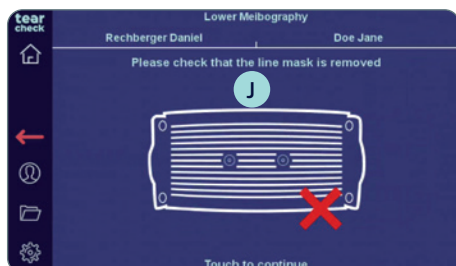 tear
check
Lower Meibography
Rechberger Daniel
Doe Jane
Please check that the line mask is removed
J
Touch to continue